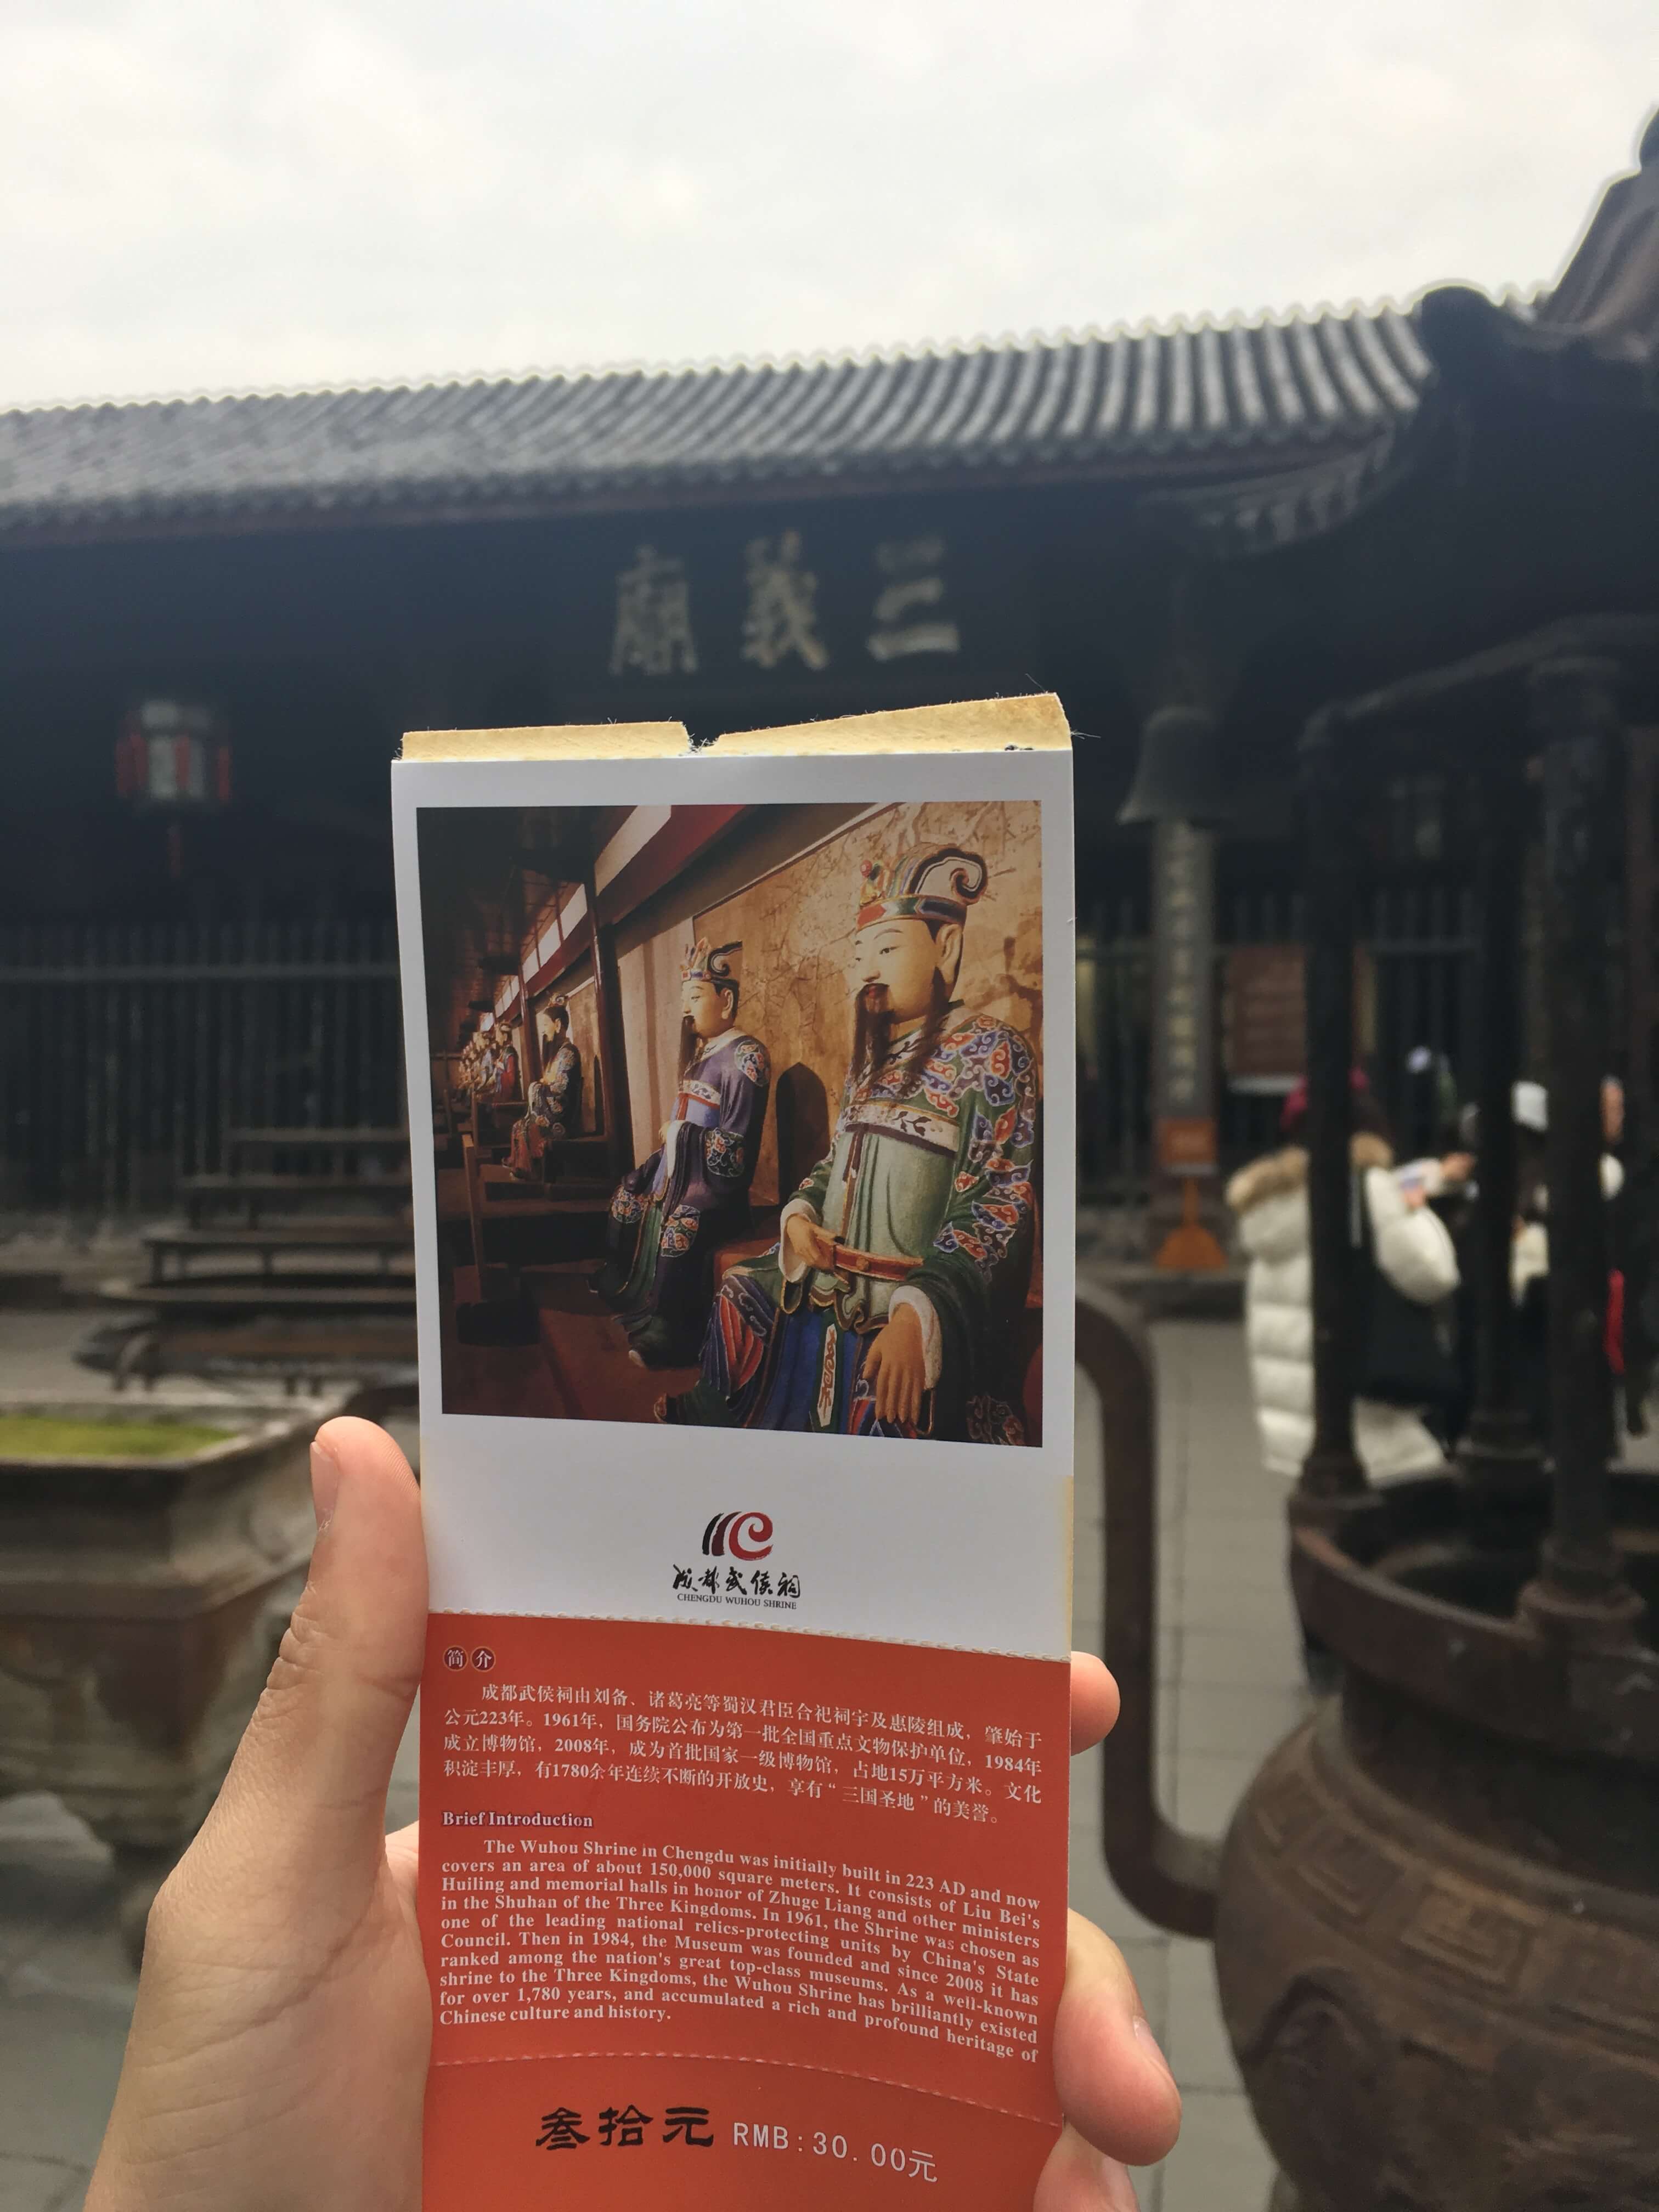 三義廟
成都武侯祠
CHENGDU WUHOU SHRINE
简介
成都武侯祠由刘备、诸葛亮等蜀汉君臣合祀祠宇及惠陵组成，肇始于
公元223年。1961年，国务院公布为第一批全国重点文物保护单位，1984年
成立博物馆，2008年，成为首批国家一级博物馆，占地15万平方米。文化
积淀丰厚，有1780余年连续不断的开放史，享有“三国圣地”的美誉。
Brief Introduction
The Wuhou Shrine in Chengdu was initially built in 223 AD and now
covers an area of about 150,000 square meters. It consists of Liu Bei's
Huiling and memorial halls in honor of Zhuge Liang and other ministers
in the Shuhan of the Three Kingdoms. In 1961, the Shrine was chosen as
one of the leading national relics-protecting units by China's State
Council. Then in 1984, the Museum was founded and since 2008 it has
ranked among the nation's great top-class museums. As a well-known
shrine to the Three Kingdoms, the Wuhou Shrine has brilliantly existed
for over 1,780 years, and accumulated a rich and profound heritage of
Chinese culture and history.
叁拾元 RMB:30.00元